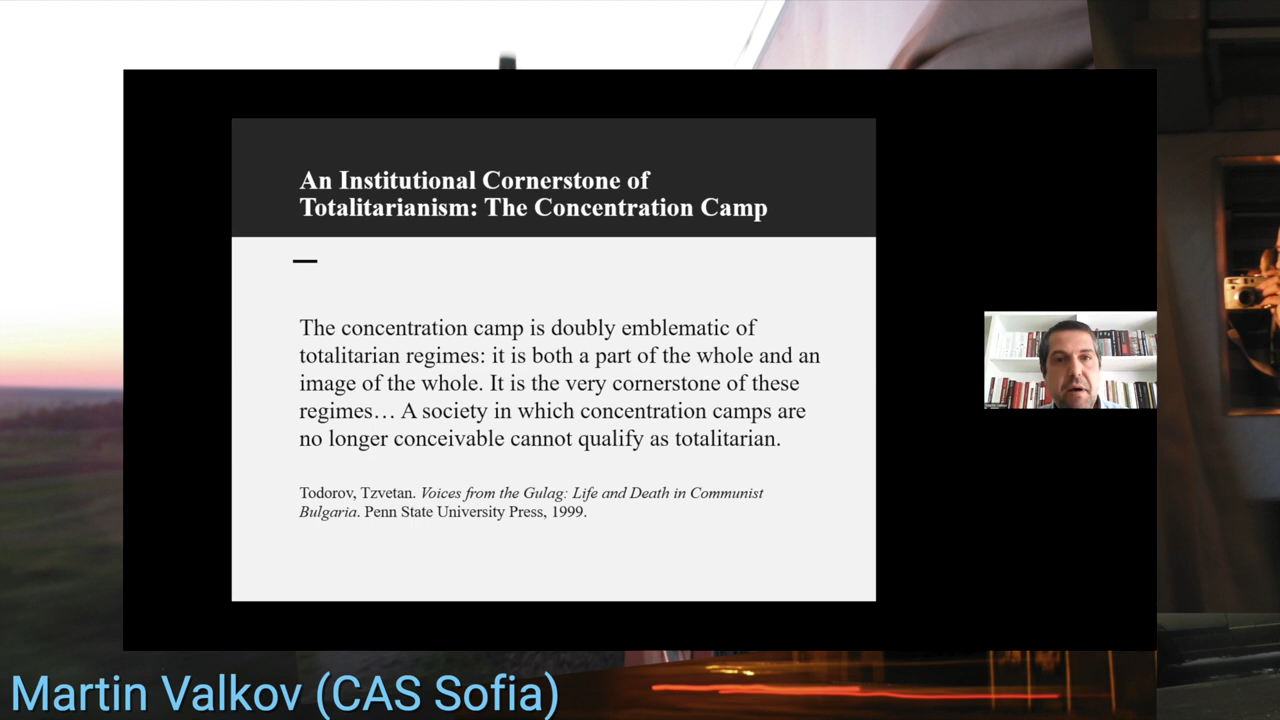 An Institutional Cornerstone of
Totalitarianism: The Concentration Camp
The concentration camp is doubly emblematic of
totalitarian regimes: it is both a part of the whole and an
image of the whole. It is the very cornerstone of these
regimes… A society in which concentration camps are
no longer conceivable cannot qualify as totalitarian.
Todorov, Tzvetan. Voices from the Gulag: Life and Death in Communist
Bulgaria. Penn State University Press, 1999.
Martin Valkov (CAS Sofia)